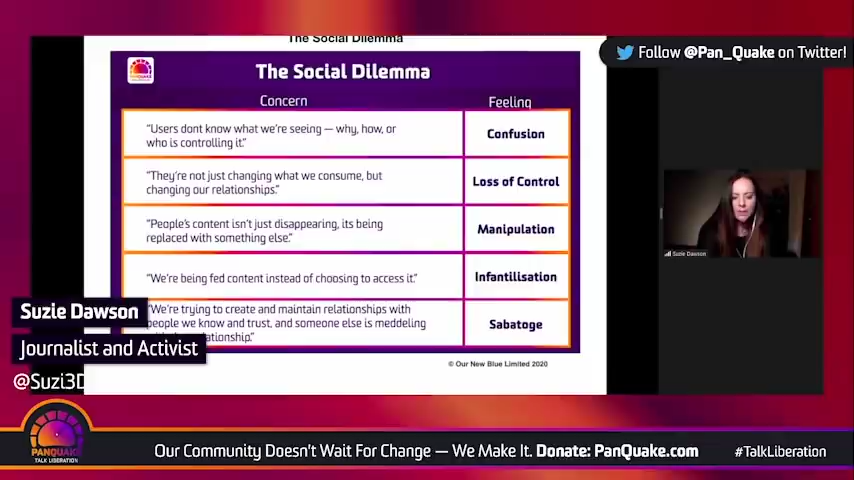 The Social Dilemma
Follow @Pan_Quake on Twitter!
PANQUAKE
The Social Dilemma
Concern
Feeling
"Users dont know what we're seeing — why, how, or
who is controlling it."
Confusion
"They're not just changing what we consume, but
changing our relationships."
Loss of Control
"People's content isn't just disappearing, its being
replaced with something else."
Manipulation
"We're being fed content instead of choosing to access it."
Infantilisation
"We're trying to create and maintain relationships with
people we know and trust, and someone else is meddeling
Sabatoge
© Our New Blue Limited 2020
Suzie Dawson
Suzie Dawson
Journalist and Activist
@Suzi3D
PANQUAKE
TALK LIBERATION
Our Community Doesn't Wait For Change — We Make It. Donate: PanQuake.com
#TalkLiberation